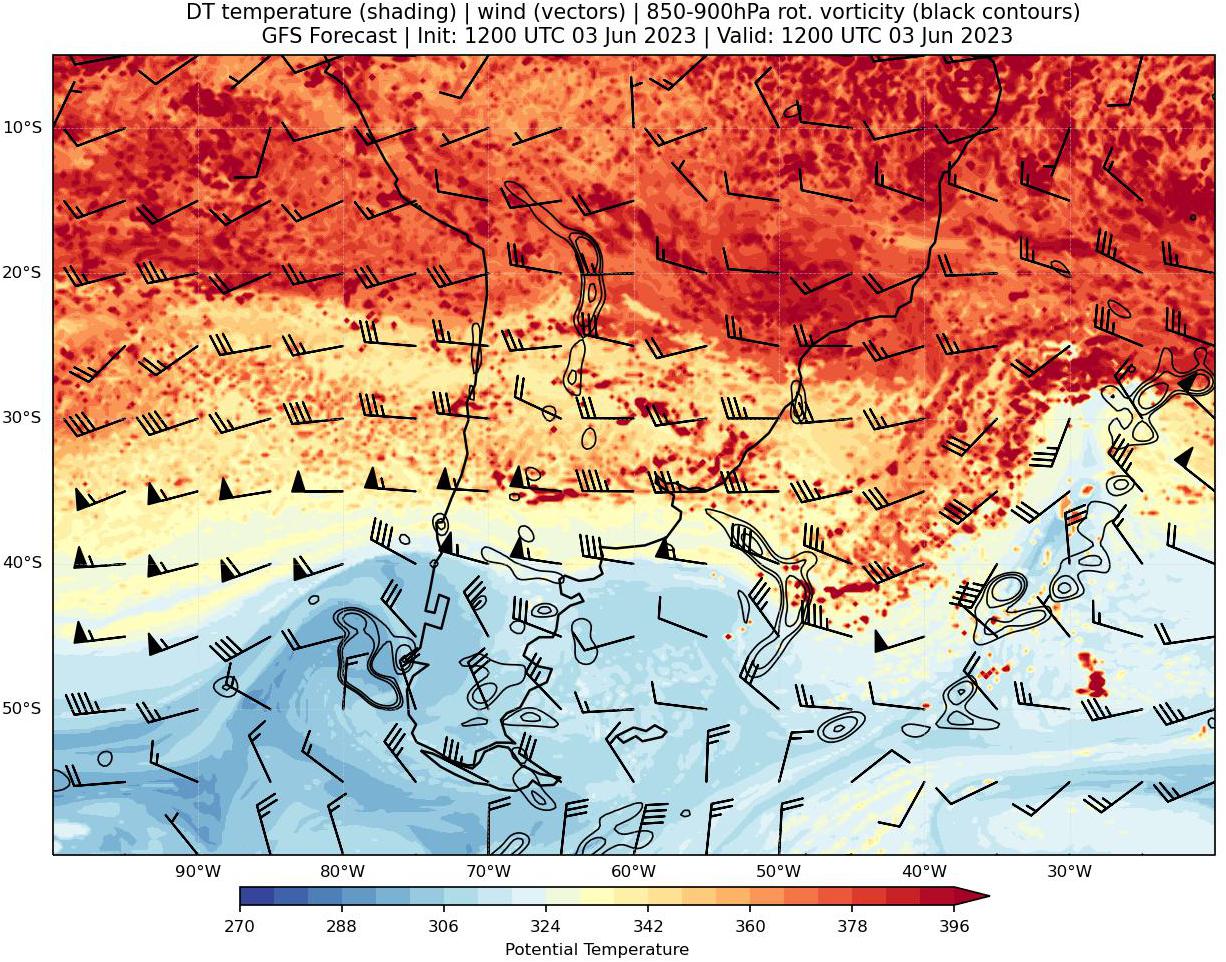 DT temperature (shading) | wind (vectors) | 850-900hPa rot. vorticity (black contours)
GFS Forecast | Init: 1200 UTC 03 Jun 2023 | Valid: 1200 UTC 03 Jun 2023
10°S
20°S
30°S
40°S
50°S
90°W 80°W 70°W 60°W 50°W 40°W 30°W
270 288 306 324 342 360 378 396
Potential Temperature